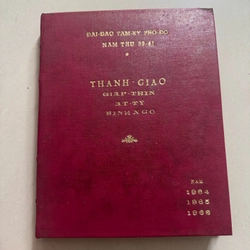 ĐẠI-ĐẠO TAM-KỲ PHỔ-ĐỘ
NĂM THỨ 39-41
THÁNH-GIÁO
GIÁP-THÌN
ẤT-TỴ
BÍNH-NGỌ
NĂM
1964
1965
1966